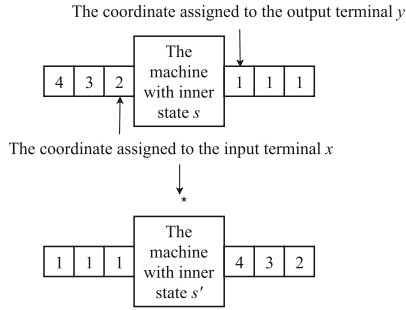 The coordinate assigned to the output terminal y
The
machine
with inner
state s
4 3 2
1 1 1
The coordinate assigned to the input terminal x
*
The
machine
with inner
state s′
1 1 1
4 3 2